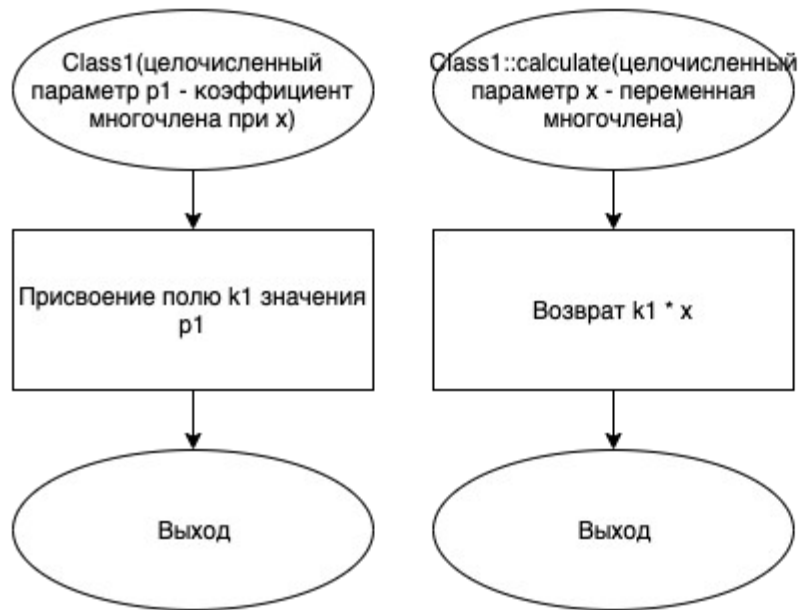 Class1(целочисленный
параметр p1 - коэффициент
многочлена при x)
Присвоение полю k1 значения
p1
Выход
Class1::calculate(целочисленный
параметр x - переменная
многочлена)
Возврат k1 * x
Выход